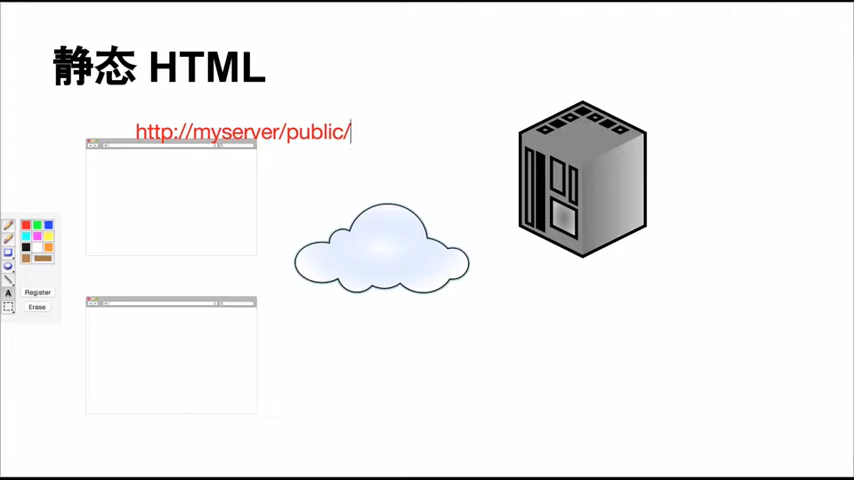 静态 HTML
http://myserver/public/
A
Register
Erase